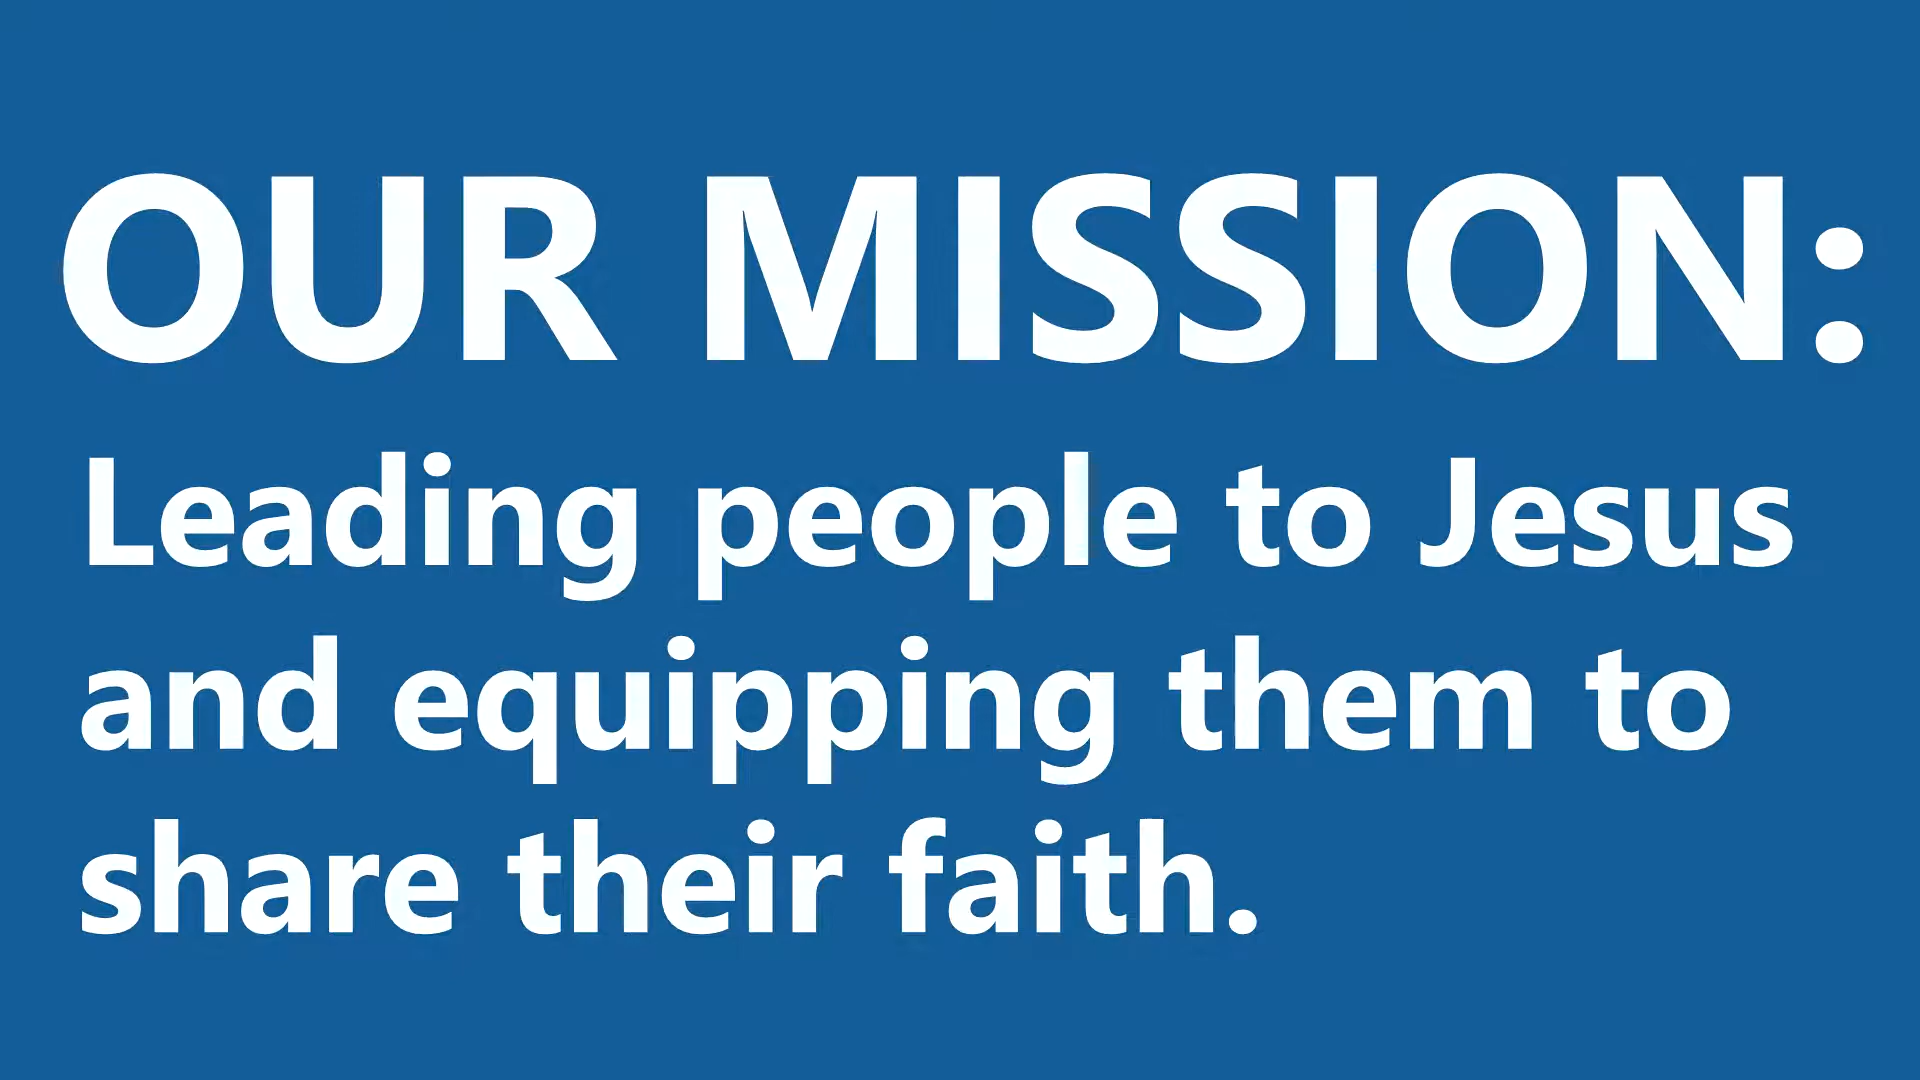 OUR MISSION:
Leading people to Jesus
and equipping them to
share their faith.